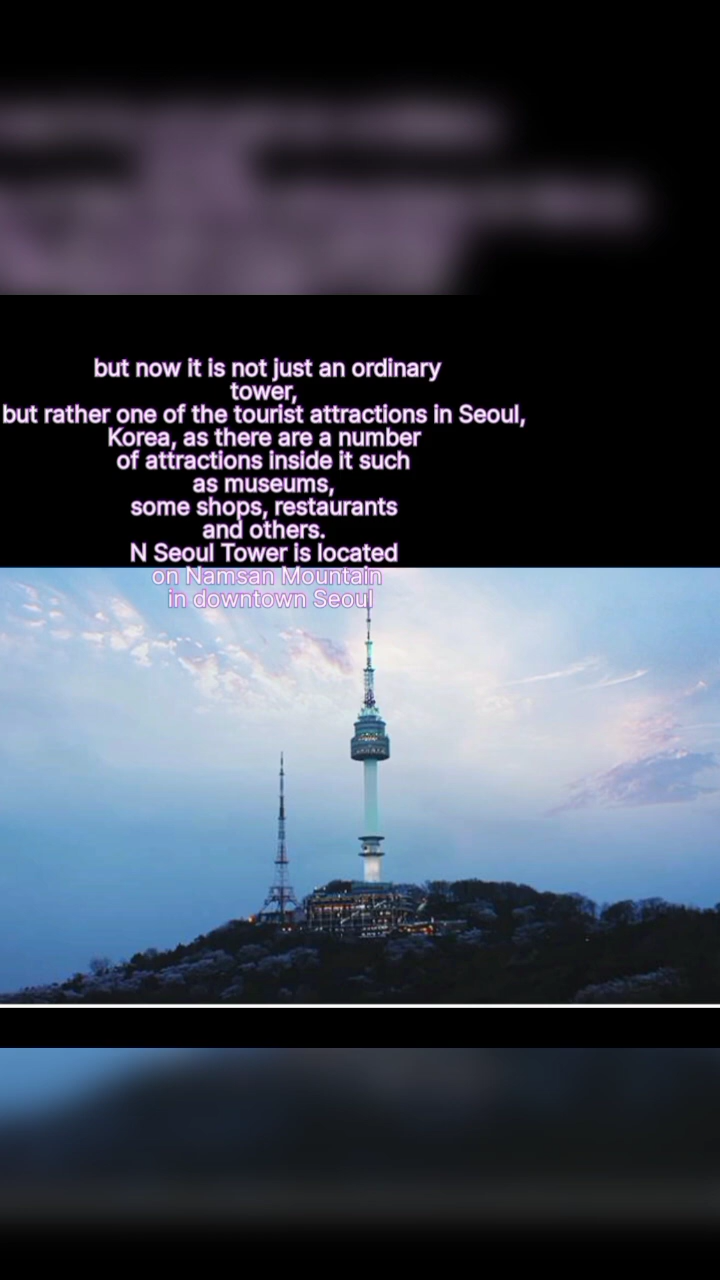 but now it is not just an ordinary
tower,
but rather one of the tourist attractions in Seoul,
Korea, as there are a number
of attractions inside it such
as museums,
some shops, restaurants
and others.
N Seoul Tower is located
on Namsan Mountain
in downtown Seoul